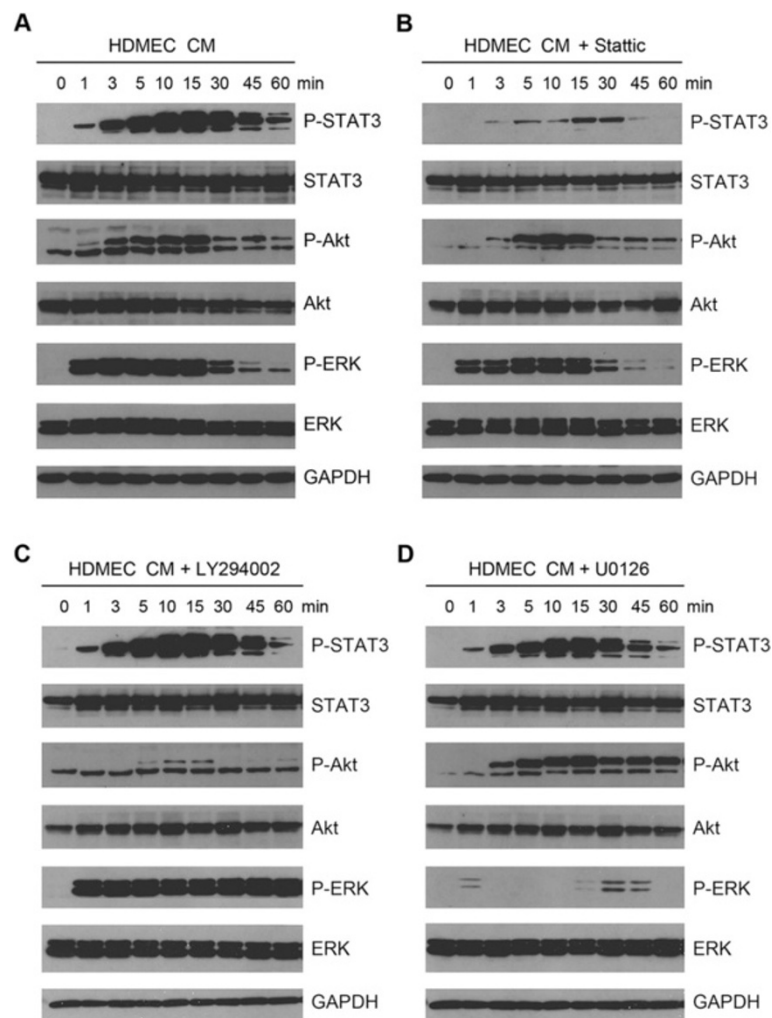 A
HDMEC CM
0 1 3 5 10 15 30 45 60 min
P-STAT3
STAT3
P-Akt
Akt
P-ERK
ERK
GAPDH
B
HDMEC CM + Stattic
0 1 3 5 10 15 30 45 60 min
P-STAT3
STAT3
P-Akt
Akt
P-ERK
ERK
GAPDH
C
HDMEC CM + LY294002
0 1 3 5 10 15 30 45 60 min
P-STAT3
STAT3
P-Akt
Akt
P-ERK
ERK
GAPDH
D
HDMEC CM + U0126
0 1 3 5 10 15 30 45 60 min
P-STAT3
STAT3
P-Akt
Akt
P-ERK
ERK
GAPDH